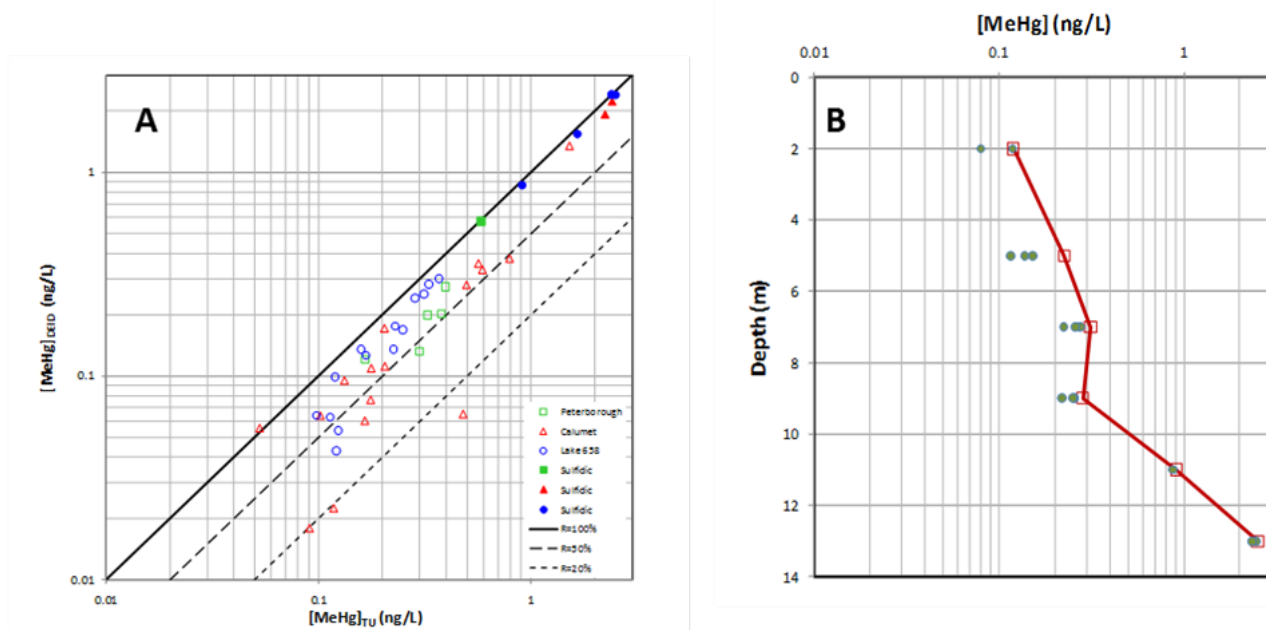 A
[MeHg]DEID (ng/L)
1
0.1
0.01
0.01
0.1
1
[MeHg]TU (ng/L)
Peterborough
Calumet
Lake 658
Sulfidic
Sulfidic
Sulfidic
R=100%
R=50%
R=20%
[MeHg] (ng/L)
0.01
0.1
1
B
Depth (m)
0
2
4
6
8
10
12
14